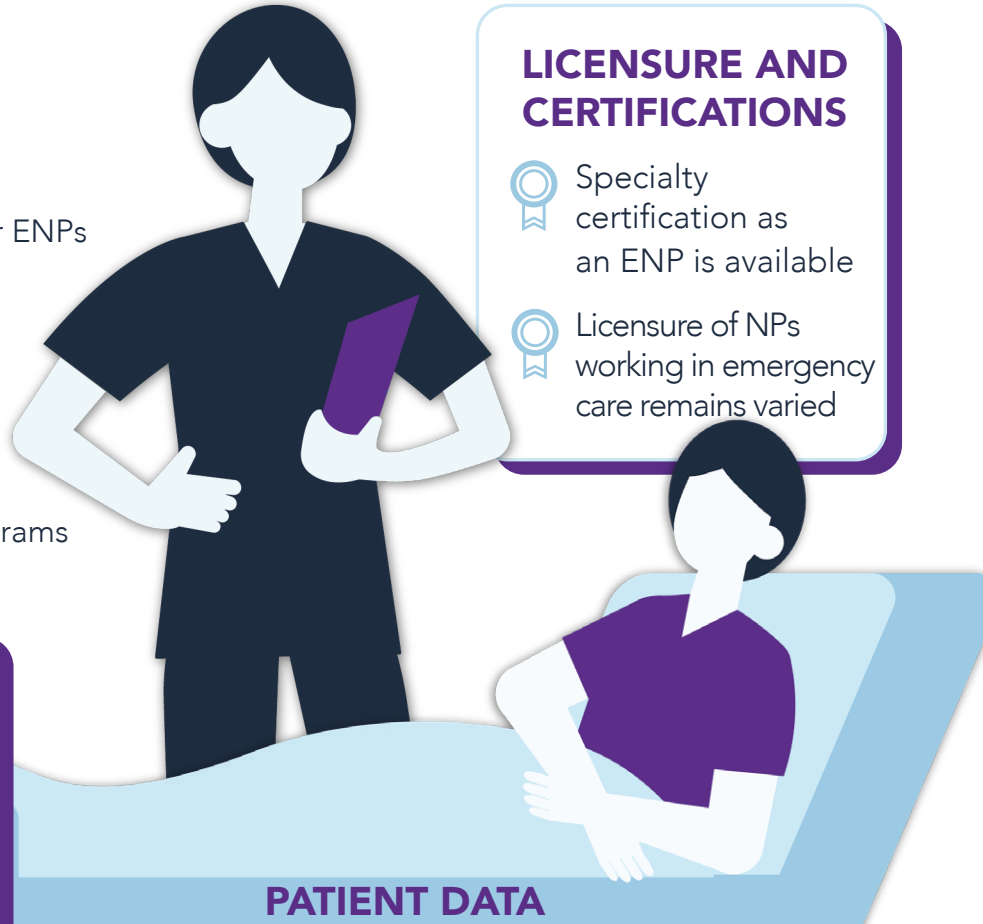 LICENSURE AND
CERTIFICATIONS
Specialty
certification as
an ENP is available
Licensure of NPs
working in emergency
care remains varied
ENPs
PATIENT DATA